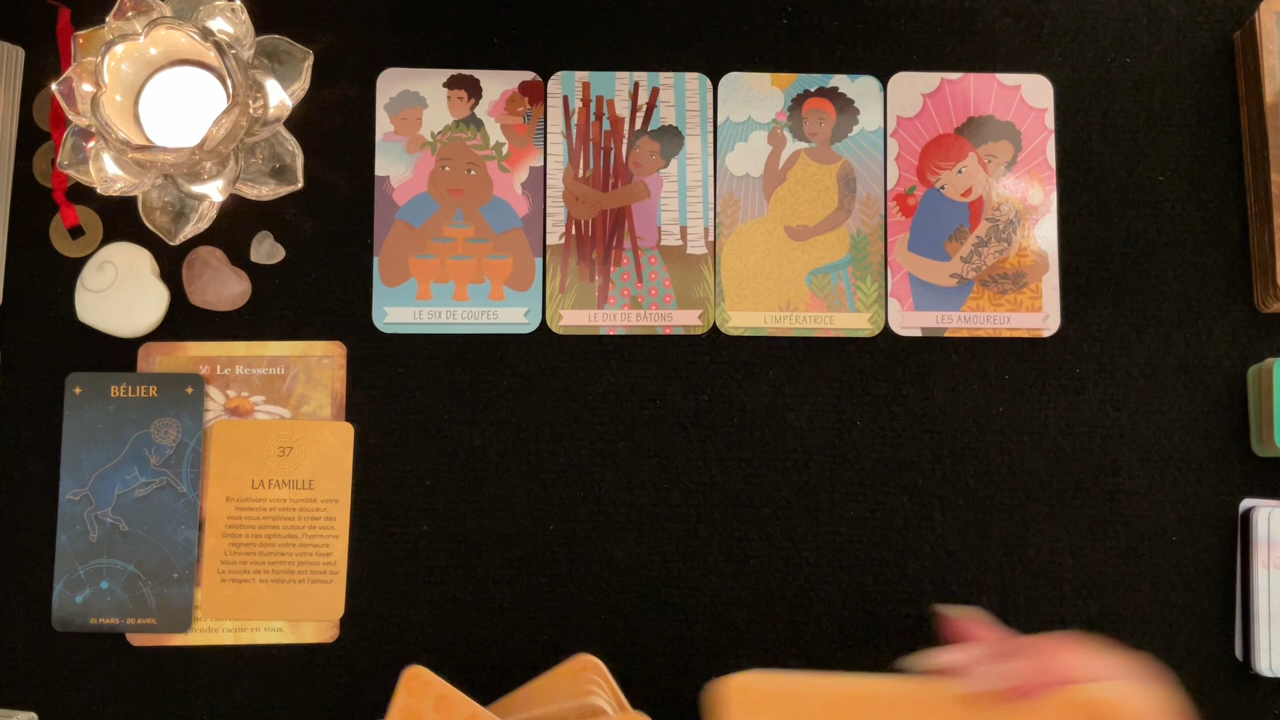 LE SIX DE COUPES
LE DIX DE BÂTONS
L'IMPÉRATRICE
LES AMOUREUX
Le Ressenti
BÉLIER
21 MARS - 20 AVRIL
37
LA FAMILLE
En cultivant votre humilité, votre
modestie et votre douceur,
vous vous employez à créer des
relations saines autour de vous.
Grâce à ces aptitudes, l'harmonie
règnera dans votre demeure.
L'Univers illuminera votre foyer.
Vous ne vous sentirez jamais seul.
Le succès de la famille est basé sur
le respect, les valeurs et l'amour.
prendre racine en vous.